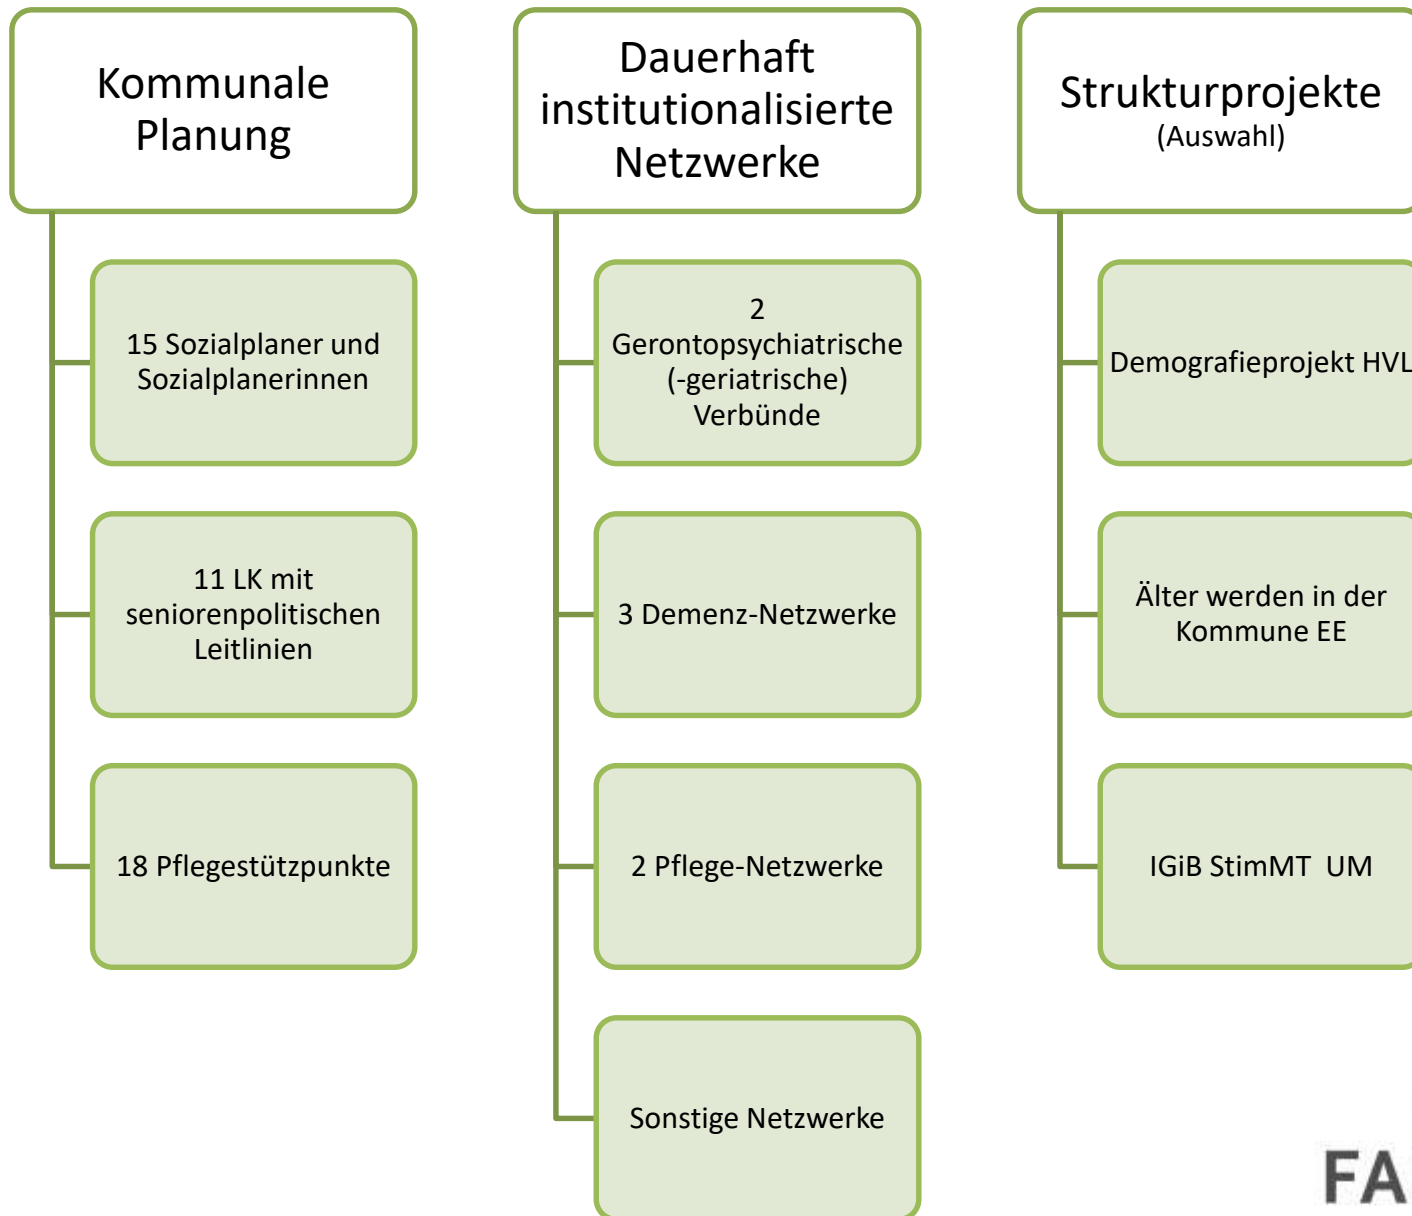 Kommunale
Planung
15 Sozialplaner und
Sozialplanerinnen
11 LK mit
seniorenpolitischen
Leitlinien
18 Pflegestützpunkte
Dauerhaft
institutionalisierte
Netzwerke
2
Gerontopsychiatrische
(-geriatrische)
Verbünde
3 Demenz-Netzwerke
2 Pflege-Netzwerke
Sonstige Netzwerke
Strukturprojekte
(Auswahl)
Demografieprojekt HVL
Älter werden in der
Kommune EE
IGiB StimMT UM
FA